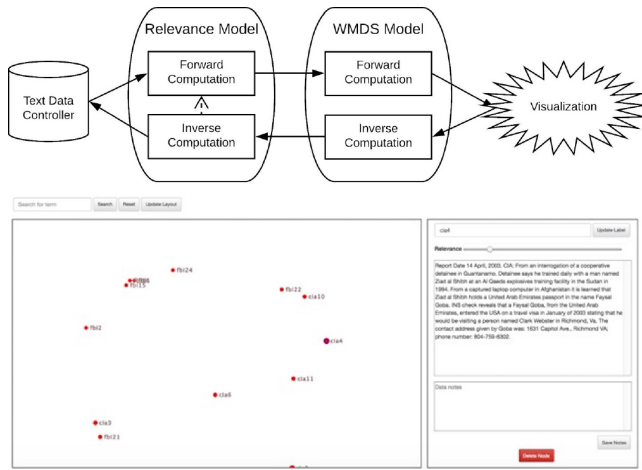 Relevance Model
WMDS Model
Text Data
Controller
Forward
Computation
Forward
Computation
Visualization
Inverse
Computation
Inverse
Computation
Search for term
Search
Reset
Update Layout
fbi24
fbi15
fbi22
cia10
fbi2
cia4
cia11
cia6
cia3
fbi21
cia4
Update Label
Relevance
Report Date 14 April, 2003. CIA: From an interrogation of a cooperative
detainee in Guantanamo. Detainee says he trained daily with a man named
Ziad al Shibh at an Al Qaeda explosives training facility in the Sudan in
1994. From a captured laptop computer in Afghanistan it is learned that
Ziad al Shibh holds a United Arab Emirates passport in the name Faysal
Goba. INS check reveals that a Faysal Goba, from the United Arab
Emirates, entered the USA on a travel visa in January of 2003 stating that he
would be visiting a person named Clark Webster in Richmond, Va. The
contact address given by Goba was: 1631 Capitol Ave., Richmond VA;
phone number: 804-759-6302.
Data notes
Save Notes
Delete Node